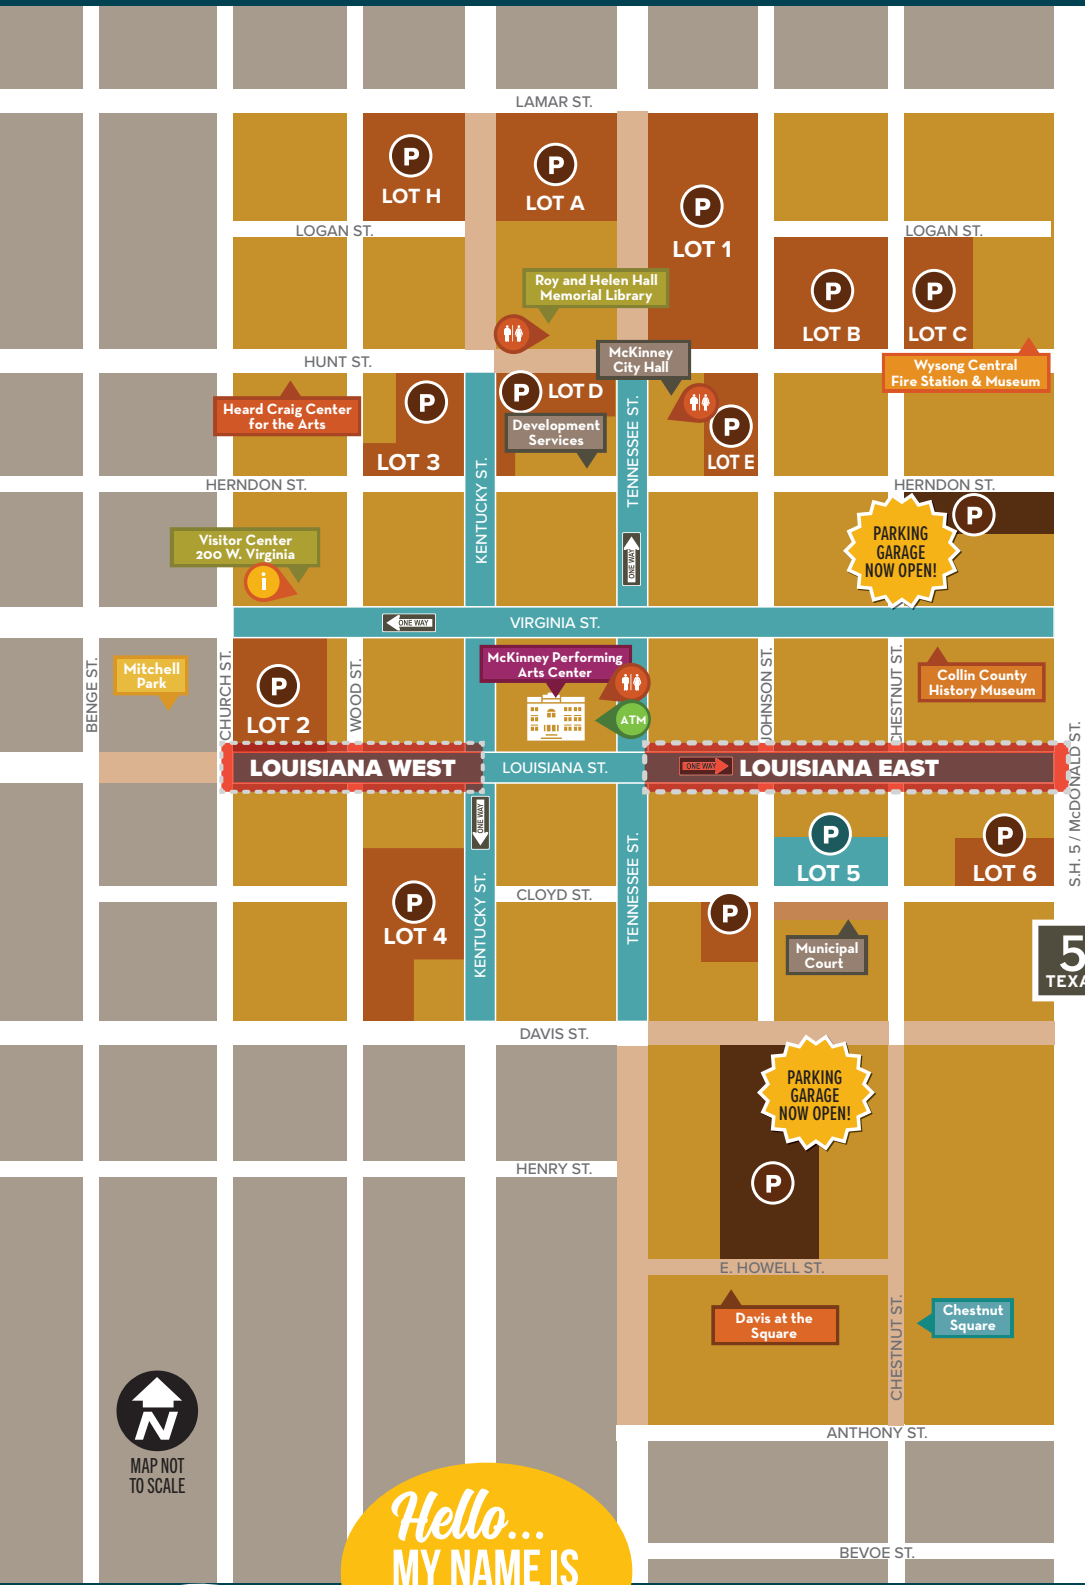 LAMAR ST.
P
LOT H
P
LOT A
P
LOT 1
LOGAN ST.
LOGAN ST.
P
LOT B
P
LOT C
Roy and Helen Hall
Memorial Library
HUNT ST.
McKinney
City Hall
Wysong Central
Fire Station & Museum
Heard Craig Center
for the Arts
P
LOT 3
P
LOT D
Development
Services
TENNESSEE ST.
P
LOT E
KENTUCKY ST.
HERNDON ST.
HERNDON ST.
P
PARKING
GARAGE
NOW OPEN!
Visitor Center
200 W. Virginia
i
ONE WAY
ONE WAY
VIRGINIA ST.
BENGE ST.
Mitchell
Park
CHURCH ST.
P
LOT 2
WOOD ST.
McKinney Performing
Arts Center
ATM
JOHNSON ST.
CHESTNUT ST.
Collin County
History Museum
S.H. 5 / McDONALD ST.
LOUISIANA WEST
LOUISIANA ST.
ONE WAY
LOUISIANA EAST
ONE WAY
P
LOT 5
P
LOT 6
P
LOT 4
KENTUCKY ST.
CLOYD ST.
TENNESSEE ST.
P
Municipal
Court
5
TEXA
DAVIS ST.
PARKING
GARAGE
NOW OPEN!
P
HENRY ST.
E. HOWELL ST.
Davis at the
Square
CHESTNUT ST.
Chestnut
Square
N
MAP NOT
TO SCALE
ANTHONY ST.
Hello...
MY NAME IS
BEVOE ST.